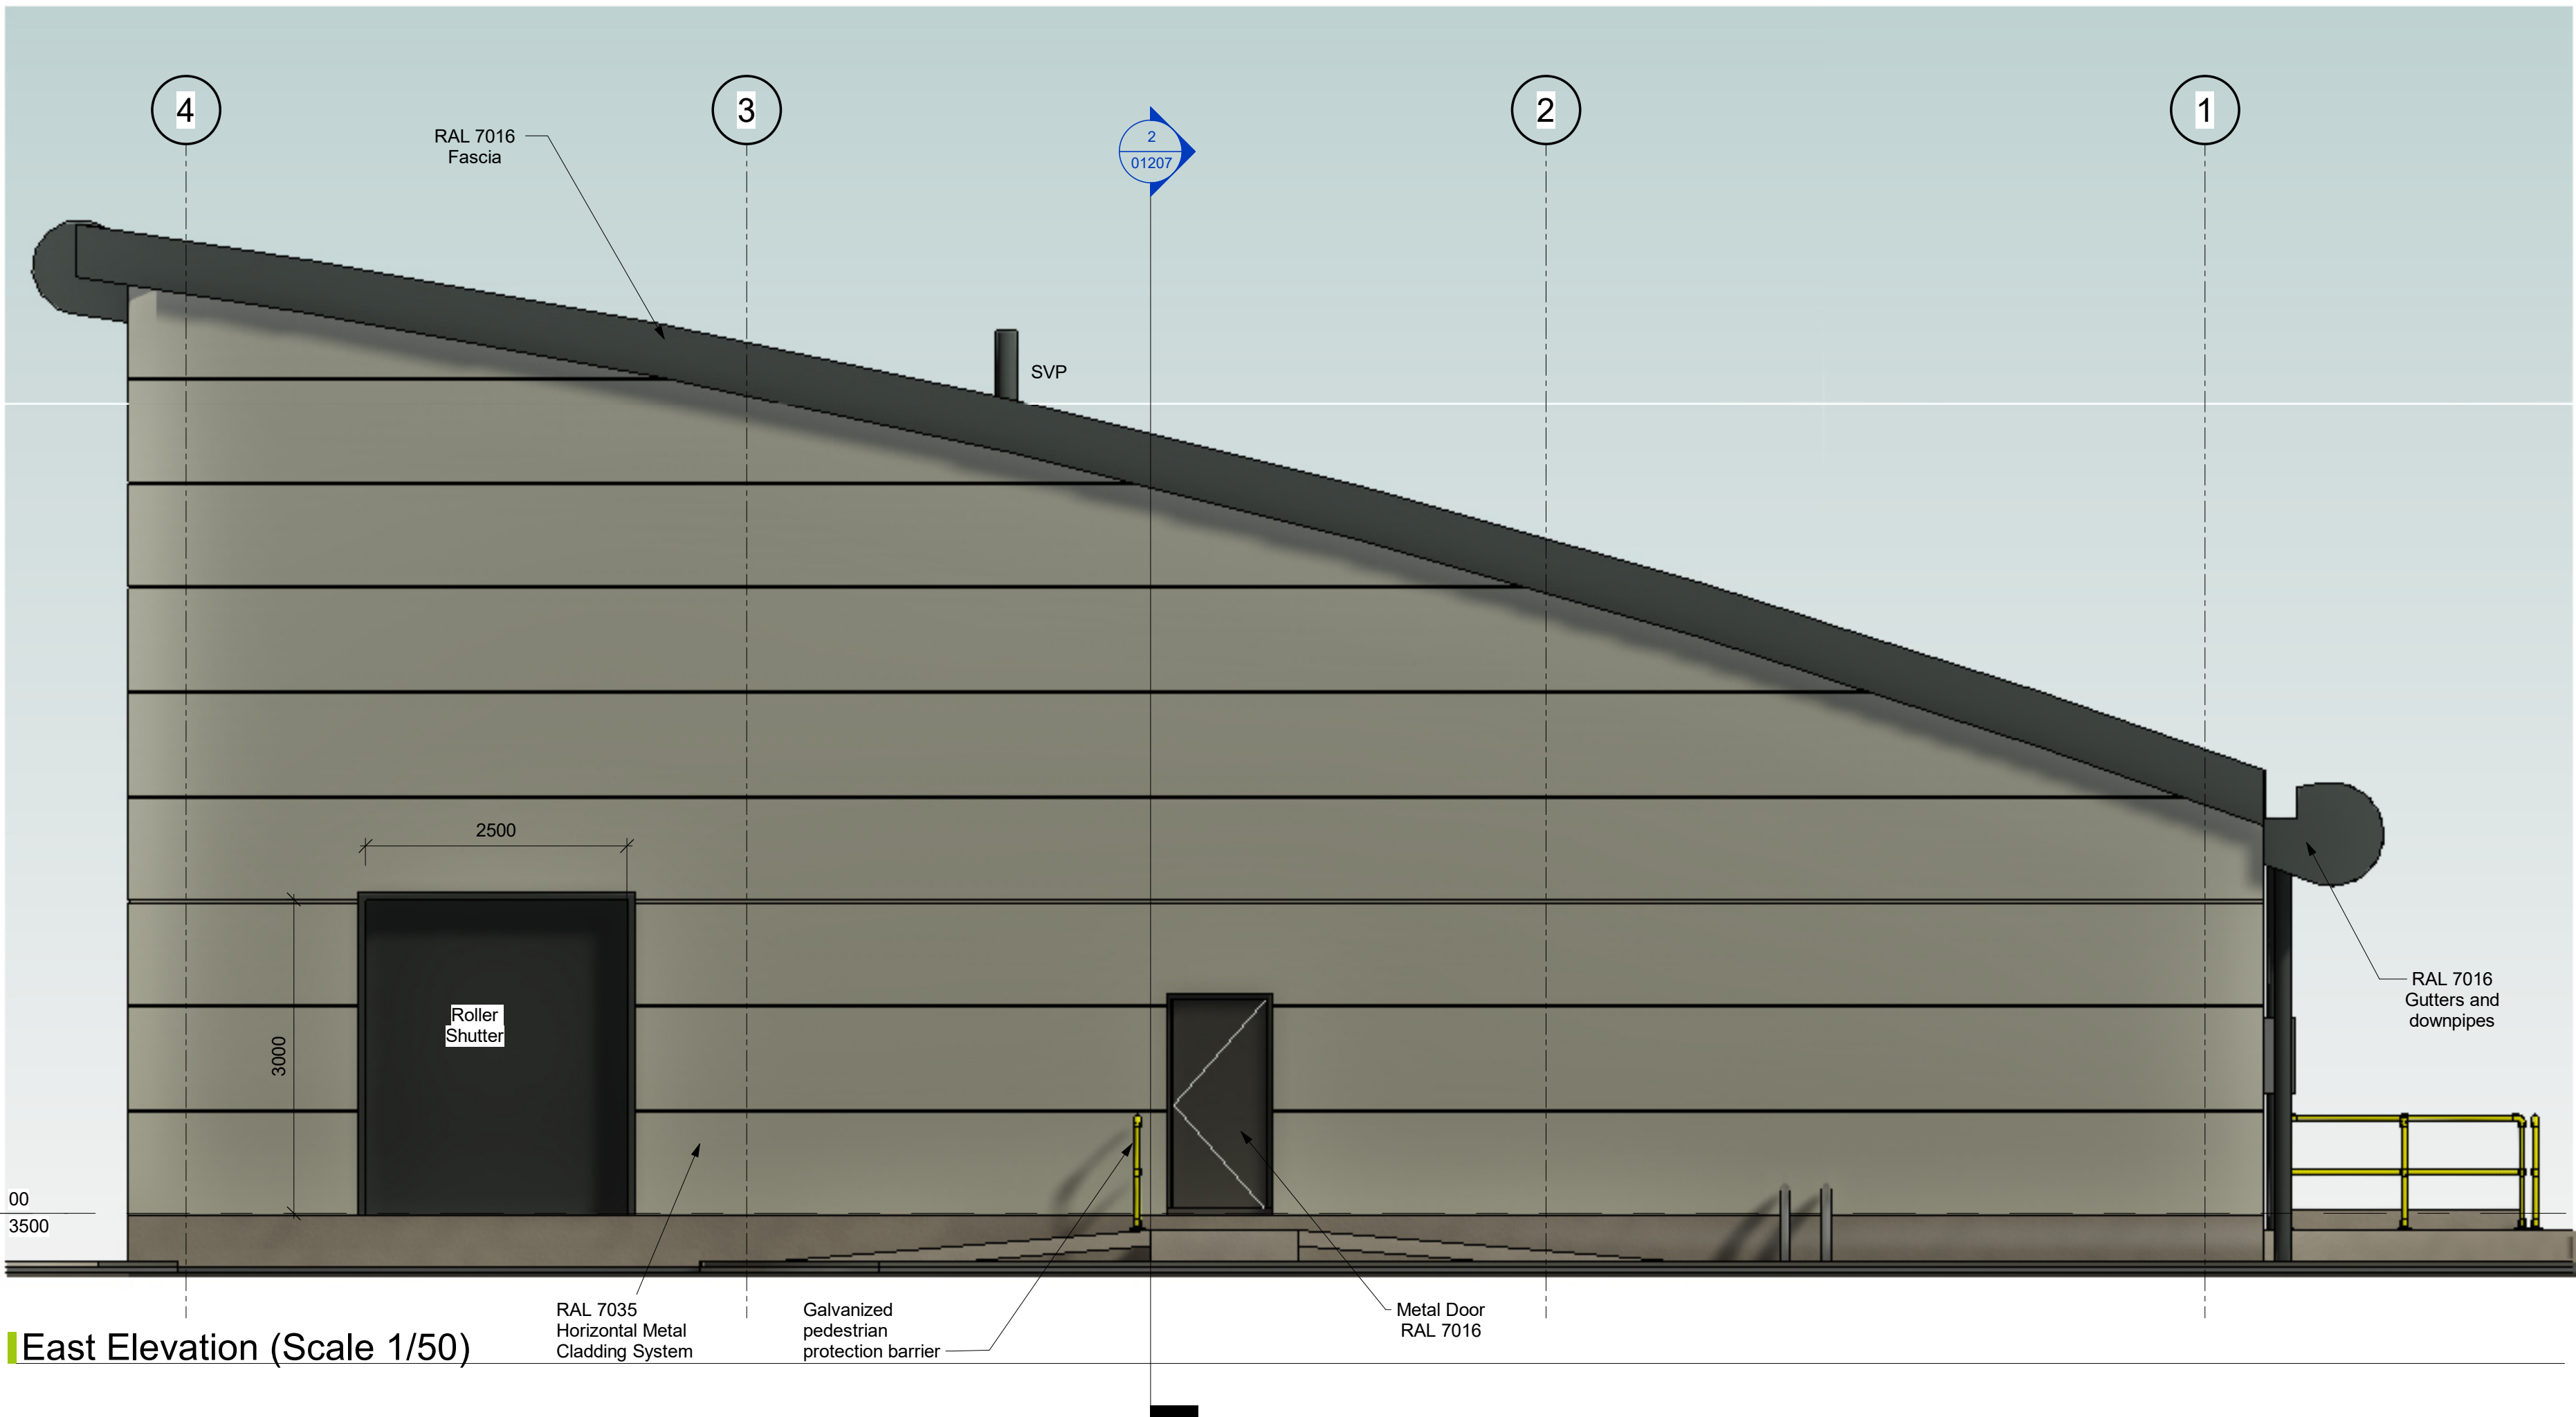 4
3
2
1
RAL 7016
Fascia
2
01207
SVP
2500
Roller
Shutter
3000
RAL 7016
Gutters and
downpipes
00
3500
RAL 7035
Horizontal Metal
Cladding System
Galvanized
pedestrian
protection barrier
Metal Door
RAL 7016
East Elevation (Scale 1/50)